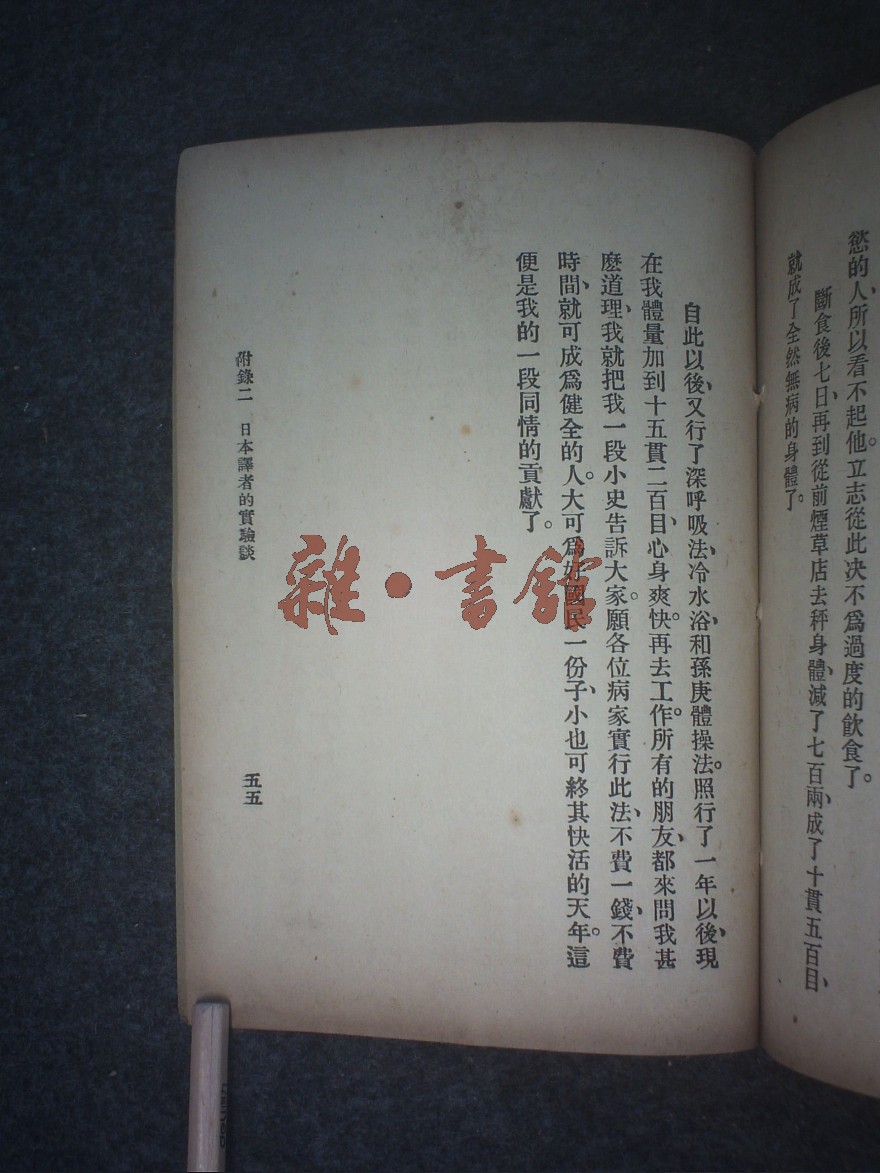 慾的人、所以看不起他。立志從此决不爲過度的飮食了。
斷食後七日、再到從前煙草店去秤身體、減了七百兩、成了十貫五百目、
就成了全然無病的身體了。
自此以後、又行了深呼吸法、冷水浴、和孫庚體操法。照行了一年以後、現
在我體量加到十五貫二百目、心身爽快。再去工作。所有的朋友、都來問我甚
麽道理、我就把我一段小史告訴大家。願各位病家實行此法、不費一錢、不費
時間、就可成爲健全的人。大可爲好國民一份子、小也可終其快活的天年。這
便是我的一段同情的貢獻了。
附錄二 日本譯者的實驗談
五五
雜·書館